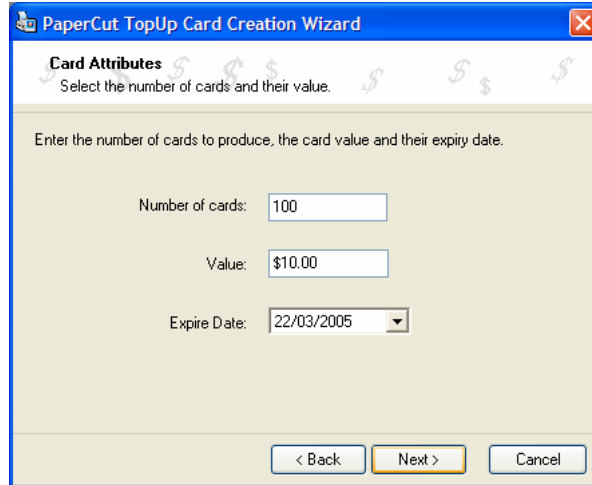 PaperCut TopUp Card Creation Wizard
Card Attributes
Select the number of cards and their value.
Enter the number of cards to produce, the card value and their expiry date.
Number of cards: 100
Value: $10.00
Expire Date: 22/03/2005
< Back Next > Cancel